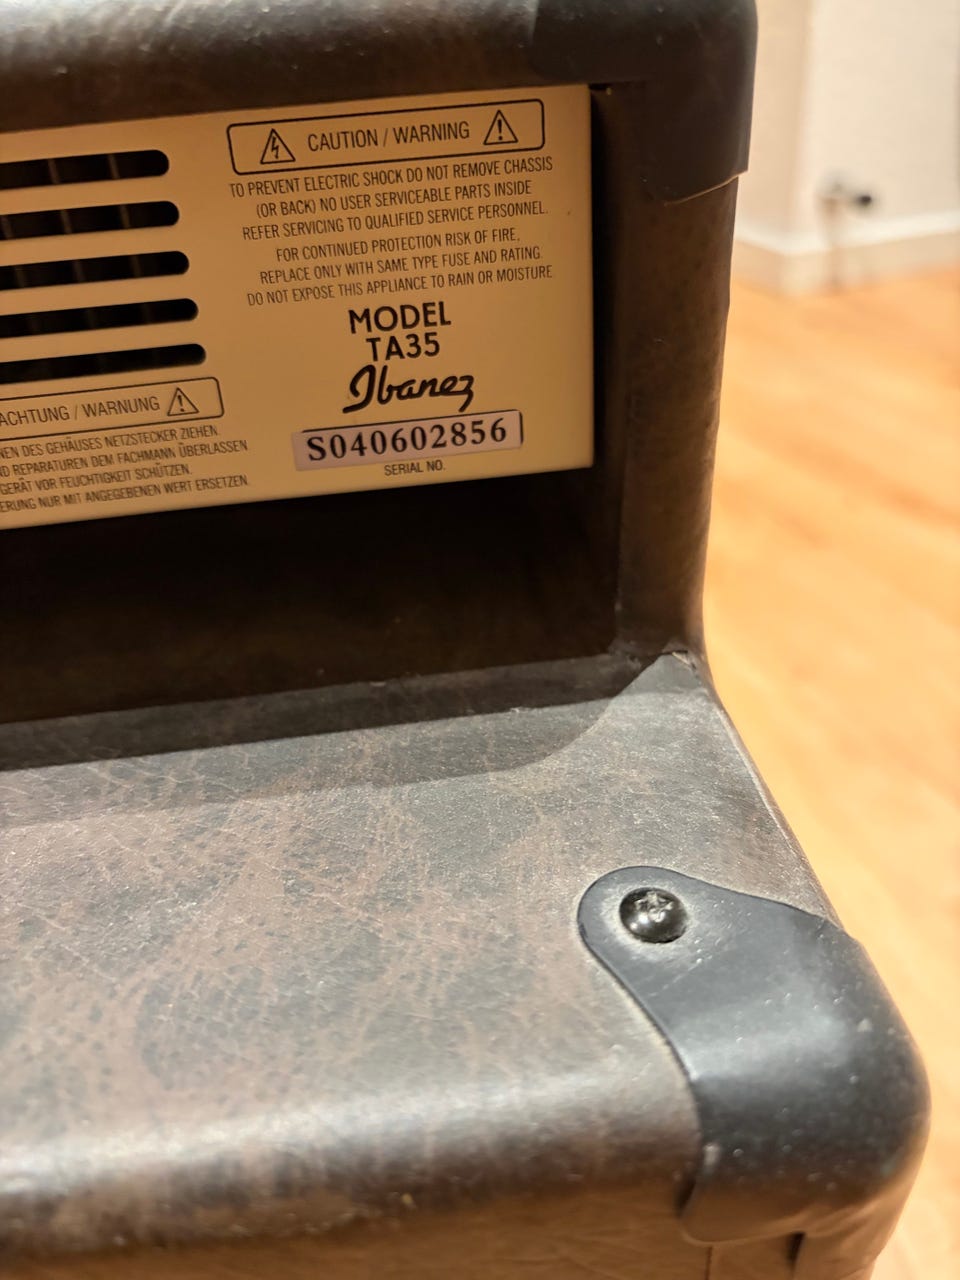 CAUTION / WARNING
TO PREVENT ELECTRIC SHOCK DO NOT REMOVE CHASSIS
(OR BACK) NO USER SERVICEABLE PARTS INSIDE
REFER SERVICING TO QUALIFIED SERVICE PERSONNEL.
FOR CONTINUED PROTECTION RISK OF FIRE,
REPLACE ONLY WITH SAME TYPE FUSE AND RATING.
DO NOT EXPOSE THIS APPLIANCE TO RAIN OR MOISTURE
MODEL
TA35
Ibanez
S040602856
SERIAL NO.
ACHTUNG / WARNUNG
DES GEHÄUSES NETZSTECKER ZIEHEN.
REPARATUREN DEM FACHMANN ÜBERLASSEN
GERÄT VOR FEUCHTIGKEIT SCHÜTZEN.
NUR MIT ANGEGEBENEN WERT ERSETZEN.